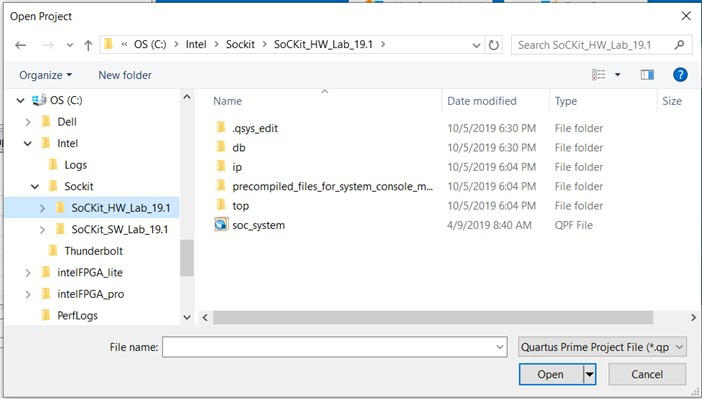 Open Project
« OS (C:) > Intel > Sockit > SoCKit_HW_Lab_19.1 >
Search SoCKit_HW_Lab_19.1
Organize
New folder
?
OS (C:)
Dell
Intel
Logs
Sockit
SoCKit_HW_Lab_19.1
SoCKit_SW_Lab_19.1
Thunderbolt
intelFPGA_lite
intelFPGA_pro
PerfLogs
Name Date modified Type Size
.qsys_edit 10/5/2019 6:30 PM File folder
db 10/5/2019 6:30 PM File folder
ip 10/5/2019 6:04 PM File folder
precompiled_files_for_system_console_m... 10/5/2019 6:04 PM File folder
top 10/5/2019 6:04 PM File folder
soc_system 4/9/2019 8:40 AM QPF File
File name:
Quartus Prime Project File (*.qp
Open
Cancel